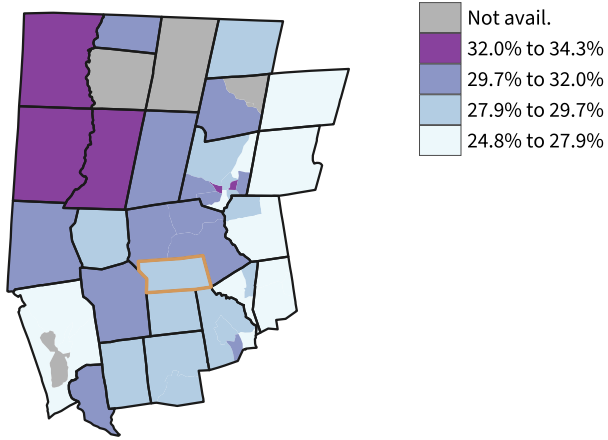 Not avail.
32.0% to 34.3%
29.7% to 32.0%
27.9% to 29.7%
24.8% to 27.9%